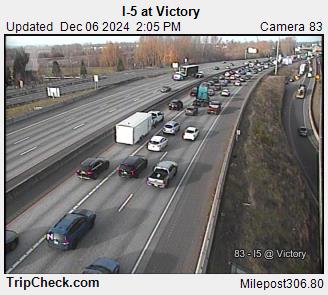 I-5 at Victory
Updated Dec 06 2024 2:05 PM Camera 83
N
83 - I5 @ Victory
TripCheck.com Milepost306.80